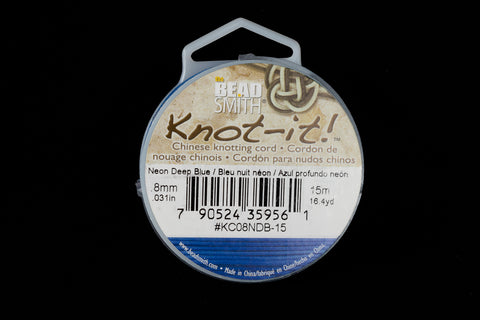 the
BEAD
SMITH
Knot-it!™
Chinese knotting cord • Cordon de
nouage chinois • Cordón para nudos chinos
Neon Deep Blue / Bleu nuit néon / Azul profundo neón
.8mm 15m
.031in 16.4yd
7 90524 35956 1
#KC08NDB-15
www.beadsmith.com • Made in China/fabriqué en Chine/hecho en China